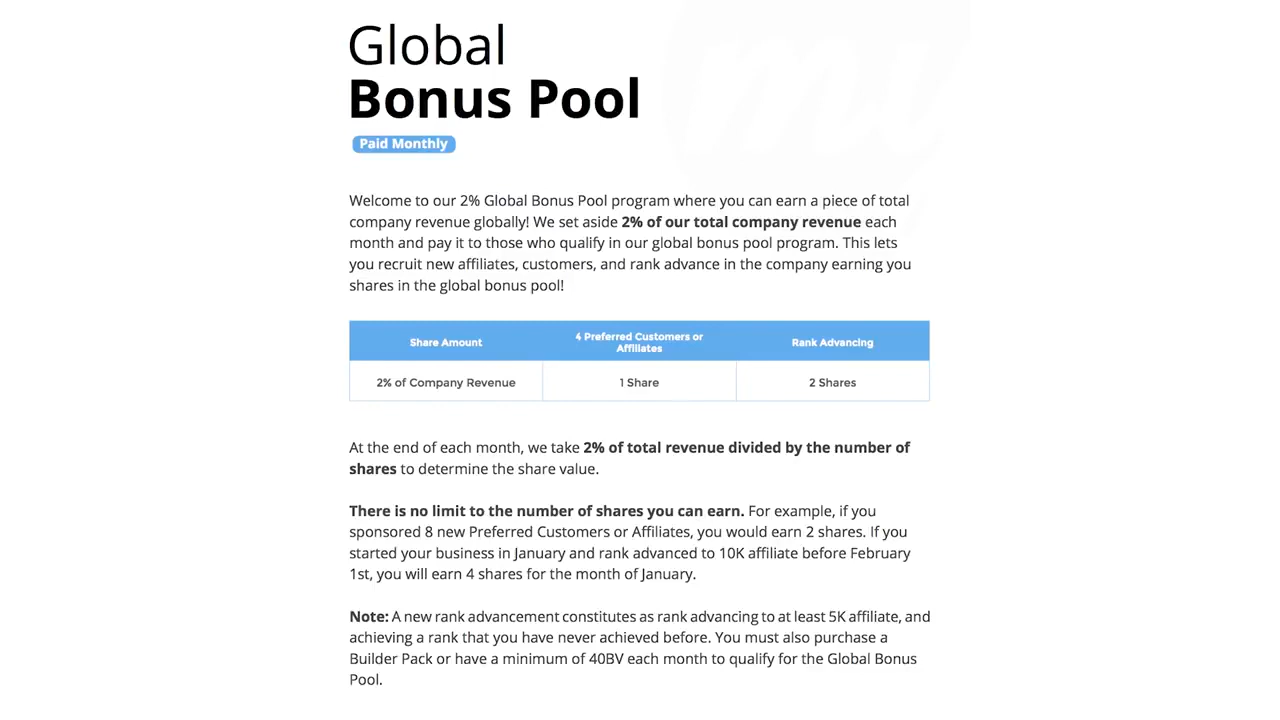 Global
Bonus Pool
Paid Monthly
Welcome to our 2% Global Bonus Pool program where you can earn a piece of total
company revenue globally! We set aside 2% of our total company revenue each
month and pay it to those who qualify in our global bonus pool program. This lets
you recruit new affiliates, customers, and rank advance in the company earning you
shares in the global bonus pool!
Share Amount
4 Preferred Customers or
Affiliates
Rank Advancing
2% of Company Revenue
1 Share
2 Shares
At the end of each month, we take 2% of total revenue divided by the number of
shares to determine the share value.
There is no limit to the number of shares you can earn. For example, if you
sponsored 8 new Preferred Customers or Affiliates, you would earn 2 shares. If you
started your business in January and rank advanced to 10K affiliate before February
1st, you will earn 4 shares for the month of January.
Note: A new rank advancement constitutes as rank advancing to at least 5K affiliate, and
achieving a rank that you have never achieved before. You must also purchase a
Builder Pack or have a minimum of 40BV each month to qualify for the Global Bonus
Pool.